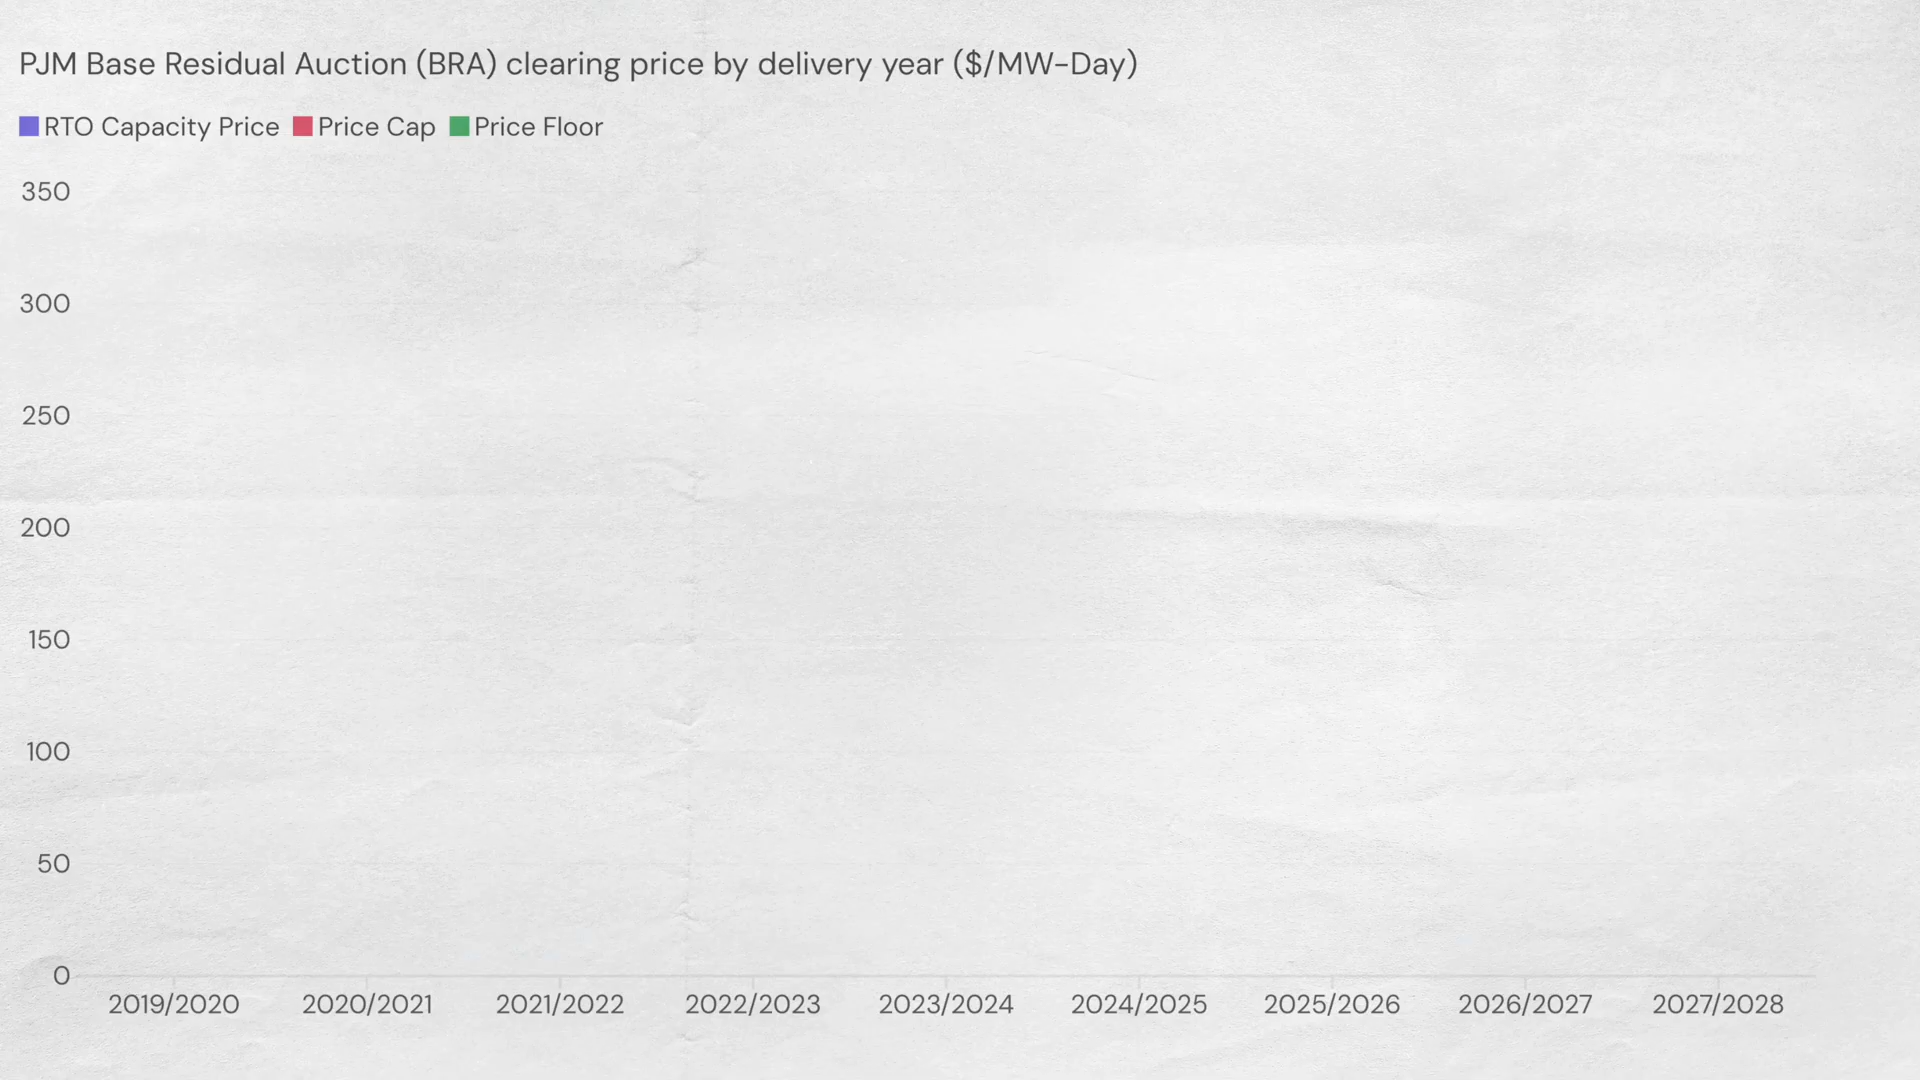 PJM Base Residual Auction (BRA) clearing price by delivery year ($/MW-Day)
RTO Capacity Price Price Cap Price Floor
350
300
250
200
150
100
50
0
2019/2020 2020/2021 2021/2022 2022/2023 2023/2024 2024/2025 2025/2026 2026/2027 2027/2028